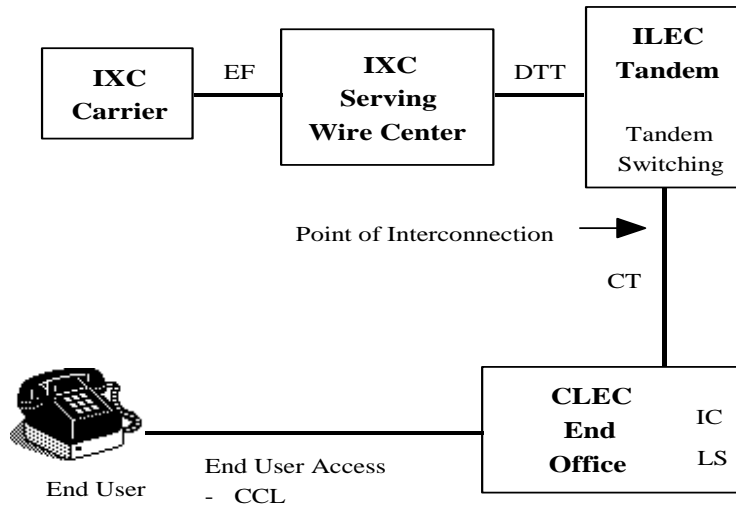 IXC
Carrier
EF
IXC
Serving
Wire Center
DTT
ILEC
Tandem
Tandem
Switching
Point of Interconnection
CT
CLEC
End
Office
IC
LS
End User
End User Access
- CCL